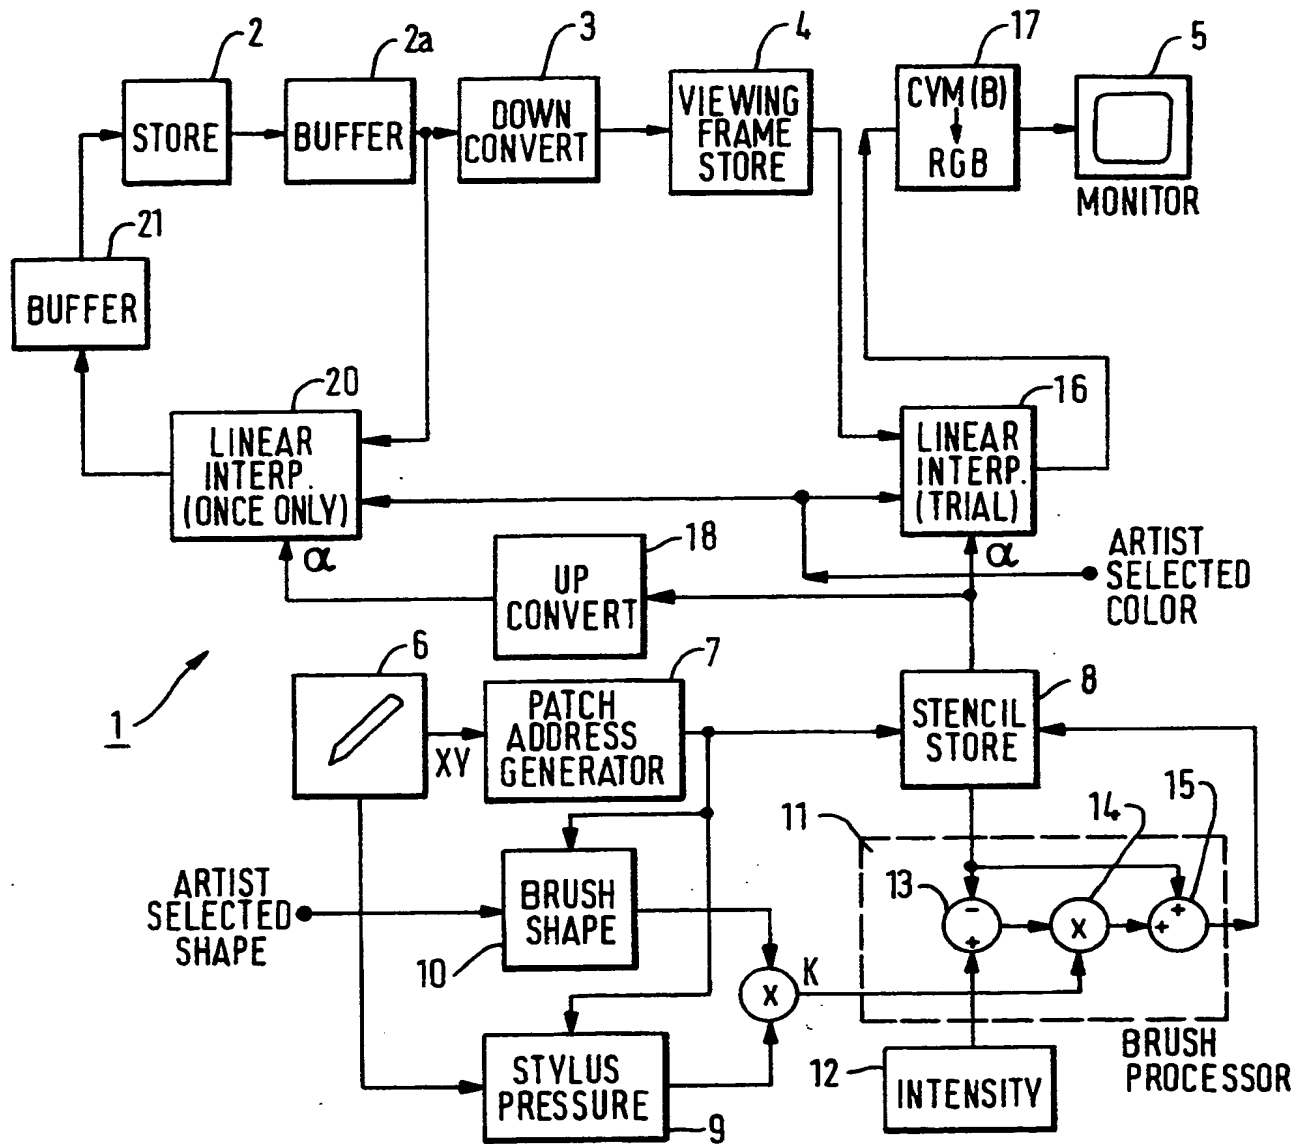 2
2a
3
4
17
5
STORE
BUFFER
DOWN
CONVERT
VIEWING
FRAME
STORE
CYM (B)
RGB
MONITOR
21
BUFFER
20
LINEAR
INTERP.
(ONCE ONLY)
α
16
LINEAR
INTERP.
(TRIAL)
α
18
UP
CONVERT
ARTIST
SELECTED
COLOR
1
6
XY
7
PATCH
ADDRESS
GENERATOR
8
STENCIL
STORE
ARTIST
SELECTED
SHAPE
BRUSH
SHAPE
10
X
K
11
13
-
+
14
X
15
+
+
BRUSH
PROCESSOR
STYLUS
PRESSURE
9
12
INTENSITY